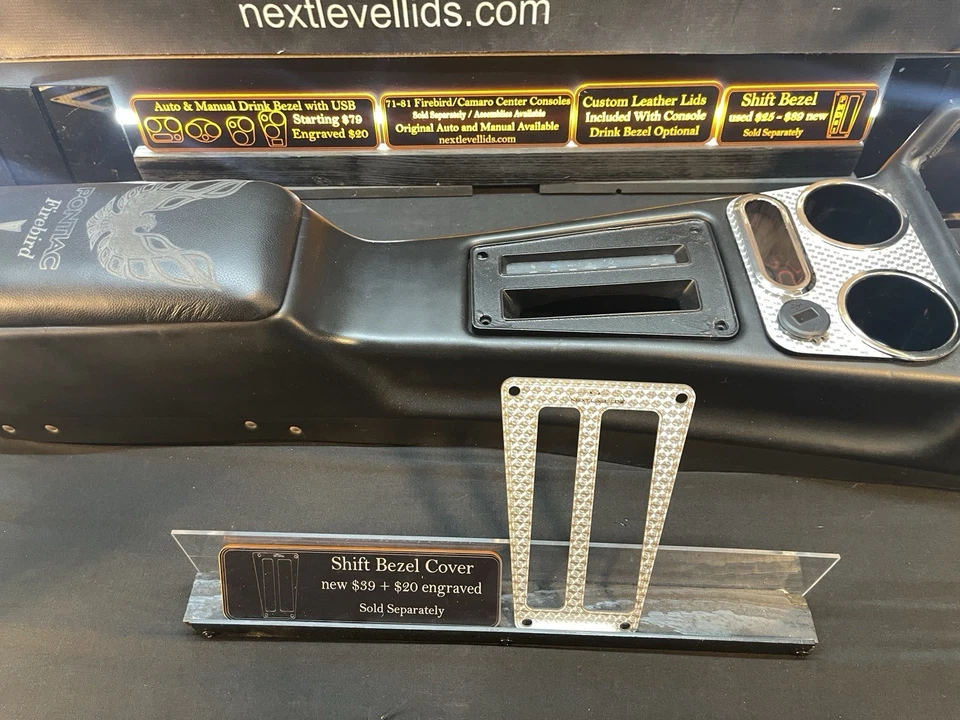 nextlevellids.com
Auto & Manual Drink Bezel with USB
Starting $79
Engraved $20
71-81 Firebird/Camaro Center Consoles
Sold Separately / Assemblies Available
Original Auto and Manual Available
nextlevellids.com
Custom Leather Lids
Included With Console
Drink Bezel Optional
Shift Bezel
used $25 - $39 new
Sold Separately
PONTIAC
Firebird
Shift Bezel Cover
new $39 + $20 engraved
Sold Separately